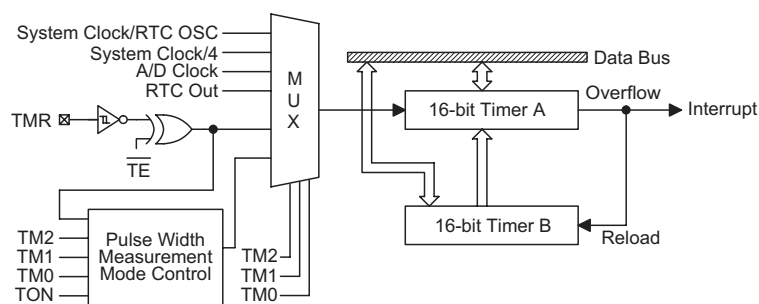 System Clock/RTC OSC
System Clock/4
A/D Clock
RTC Out
TMR
TE
M
U
X
Data Bus
16-bit Timer A
Overflow
Interrupt
16-bit Timer B
Reload
TM2
TM1
TM0
TON
Pulse Width
Measurement
Mode Control
TM2
TM1
TM0